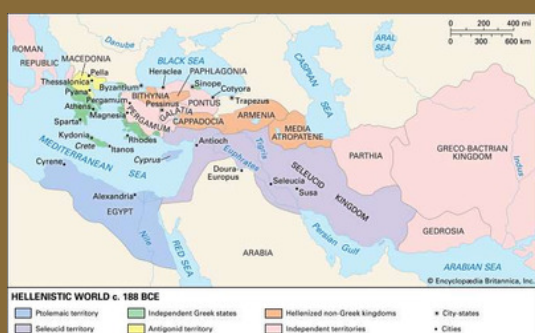 0 200 400 mi
0 300 600 km
ROMAN
REPUBLIC
MACEDONIA
Danube
BLACK SEA
CASPIAN
SEA
ARAL
SEA
Pella
Thessalonica
Pydna
Byzantium
Heraclea
PAPHLAGONIA
Sinope
Cotyora
BITHYNIA
PONTUS
Trapezus
Pergamum
Pessinus
GALATIA
Athens
Magnesia
PERGAMUM
CAPPADOCIA
ARMENIA
Sparta
MEDIA
ATROPATENE
Kydonia
Rhodes
Crete
Itanos
Antioch
Tigris
PARTHIA
GRECO-BACTRIAN
KINGDOM
Indus
MEDITERRANEAN SEA
Cyprus
Euphrates
Cyrene
Doura-
Europus
SELEUCID
KINGDOM
Seleucia
Susa
Alexandria
EGYPT
Nile
RED SEA
ARABIA
Persian Gulf
GEDROSIA
ARABIAN SEA
© Encyclopædia Britannica, Inc.
HELLENISTIC WORLD c. 188 BCE
Ptolemaic territory
Independent Greek states
Hellenized non-Greek kingdoms
City-states
Seleucid territory
Antigonid territory
Independent territories
Cities